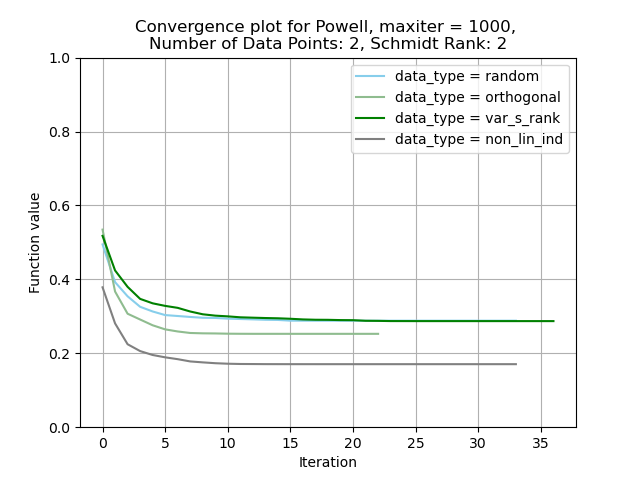 Convergence plot for Powell, maxiter = 1000,
Number of Data Points: 2, Schmidt Rank: 2
1.0
0.8
0.6
0.4
0.2
0.0
Function value
data_type = random
data_type = orthogonal
data_type = var_s_rank
data_type = non_lin_ind
0 5 10 15 20 25 30 35
Iteration